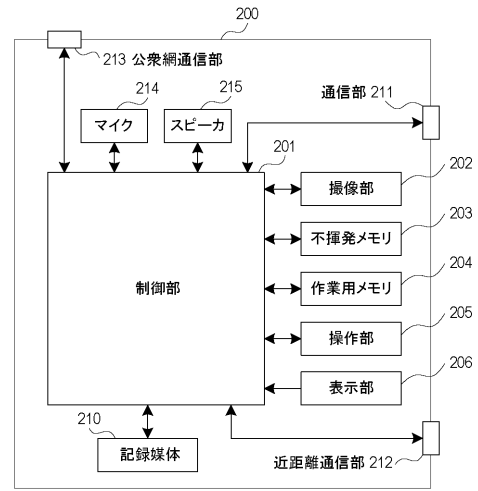 200
213 公衆網通信部
214
215
通信部 211
マイク
スピーカ
201
202
撮像部
203
不揮発メモリ
204
制御部
作業用メモリ
205
操作部
206
表示部
210
記録媒体
近距離通信部 212